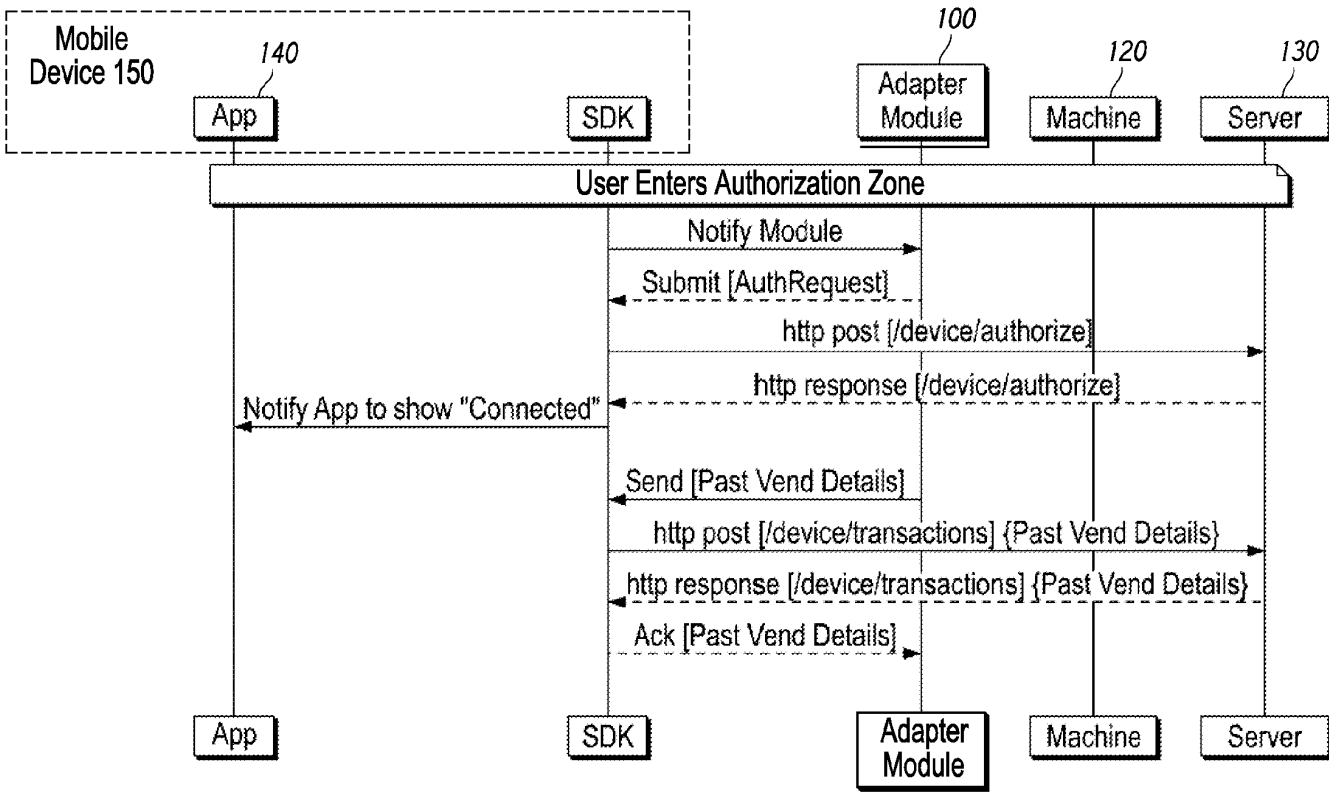 Mobile
Device 150
140
100
120
130
App
SDK
Adapter
Module
Machine
Server
User Enters Authorization Zone
Notify Module
Submit [AuthRequest]
http post [/device/authorize]
http response [/device/authorize]
Notify App to show "Connected"
Send [Past Vend Details]
http post [/device/transactions] {Past Vend Details}
http response [/device/transactions] {Past Vend Details}
Ack [Past Vend Details]
App
SDK
Adapter
Module
Machine
Server